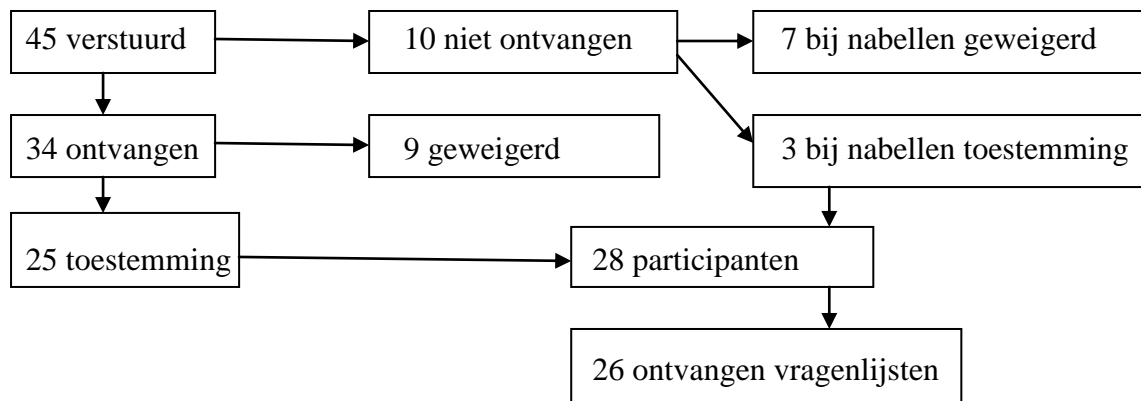 45 verstuurd
10 niet ontvangen
7 bij nabellen geweigerd
34 ontvangen
9 geweigerd
3 bij nabellen toestemming
25 toestemming
28 participanten
26 ontvangen vragenlijsten